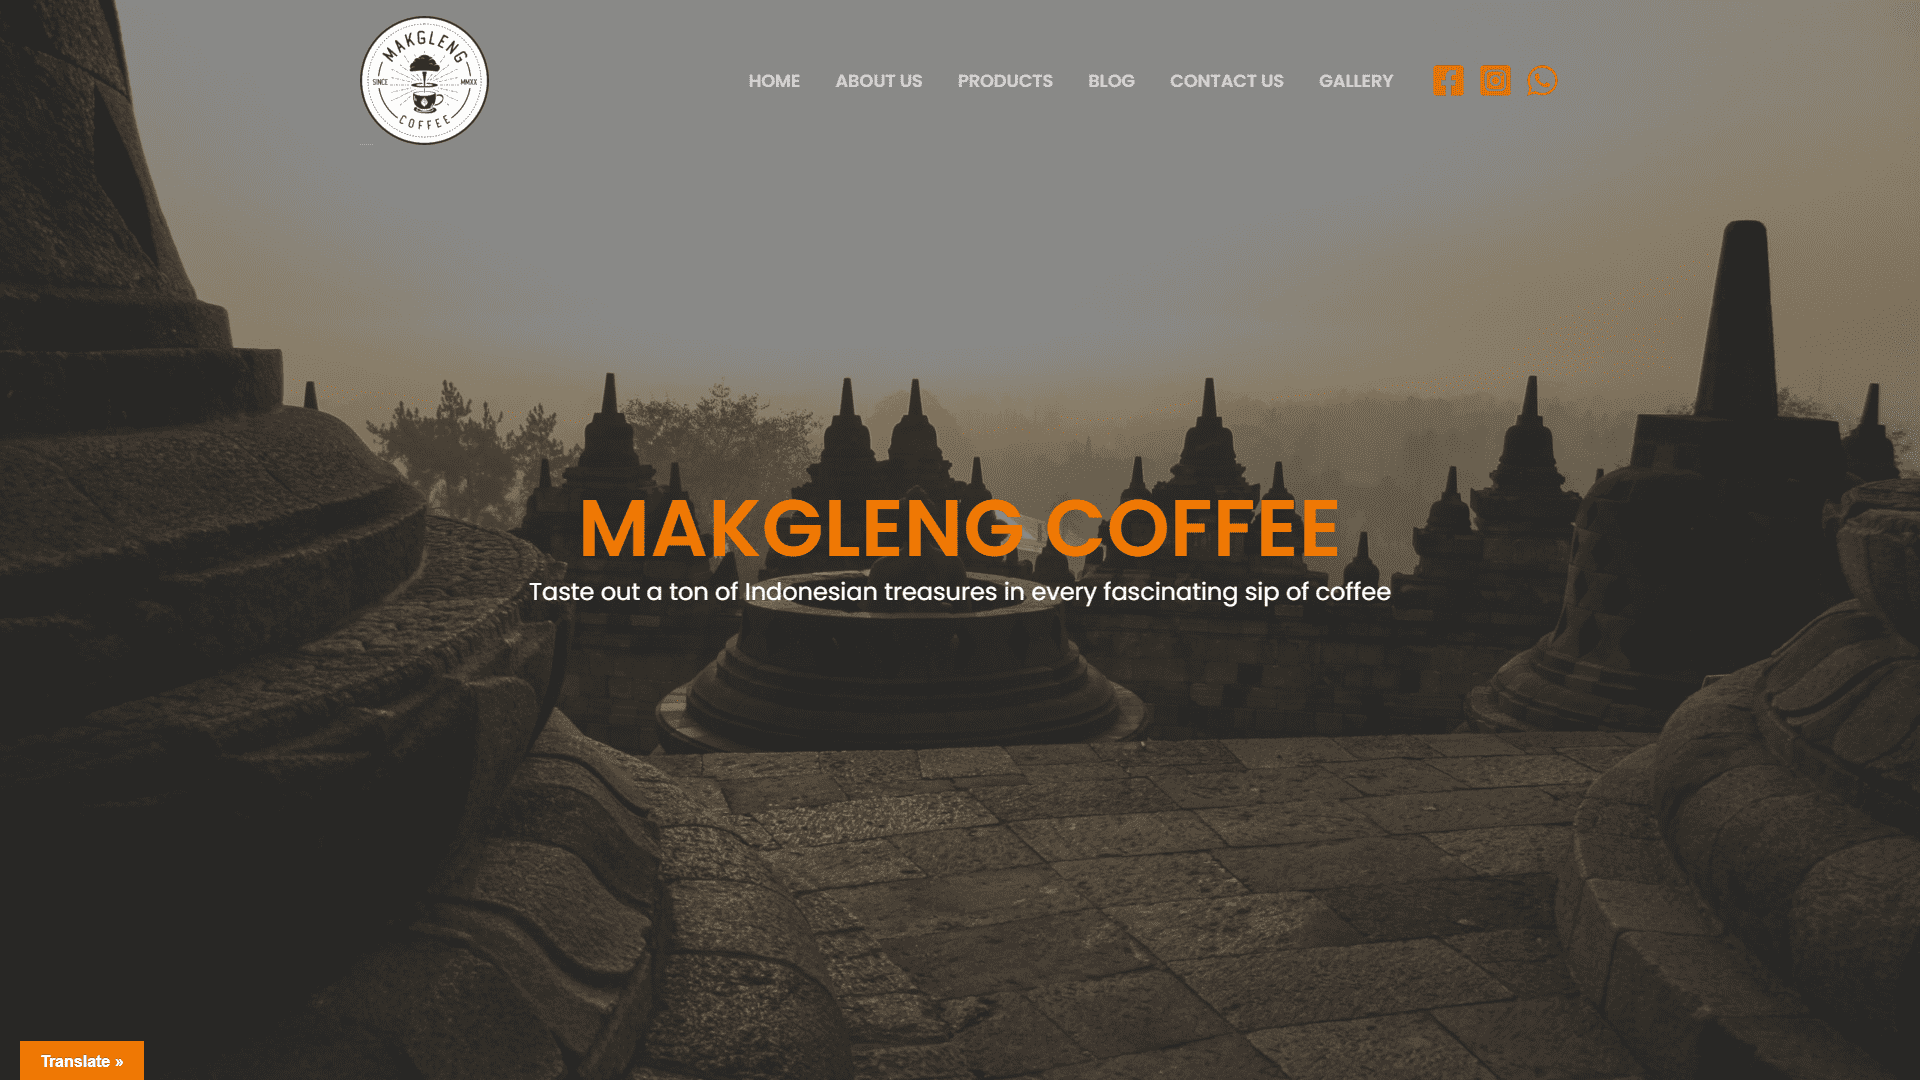 MAKGLENG
SINCE
MMXX
COFFEE
HOME
ABOUT US
PRODUCTS
BLOG
CONTACT US
GALLERY
MAKGLENG COFFEE
Taste out a ton of Indonesian treasures in every fascinating sip of coffee
Translate »